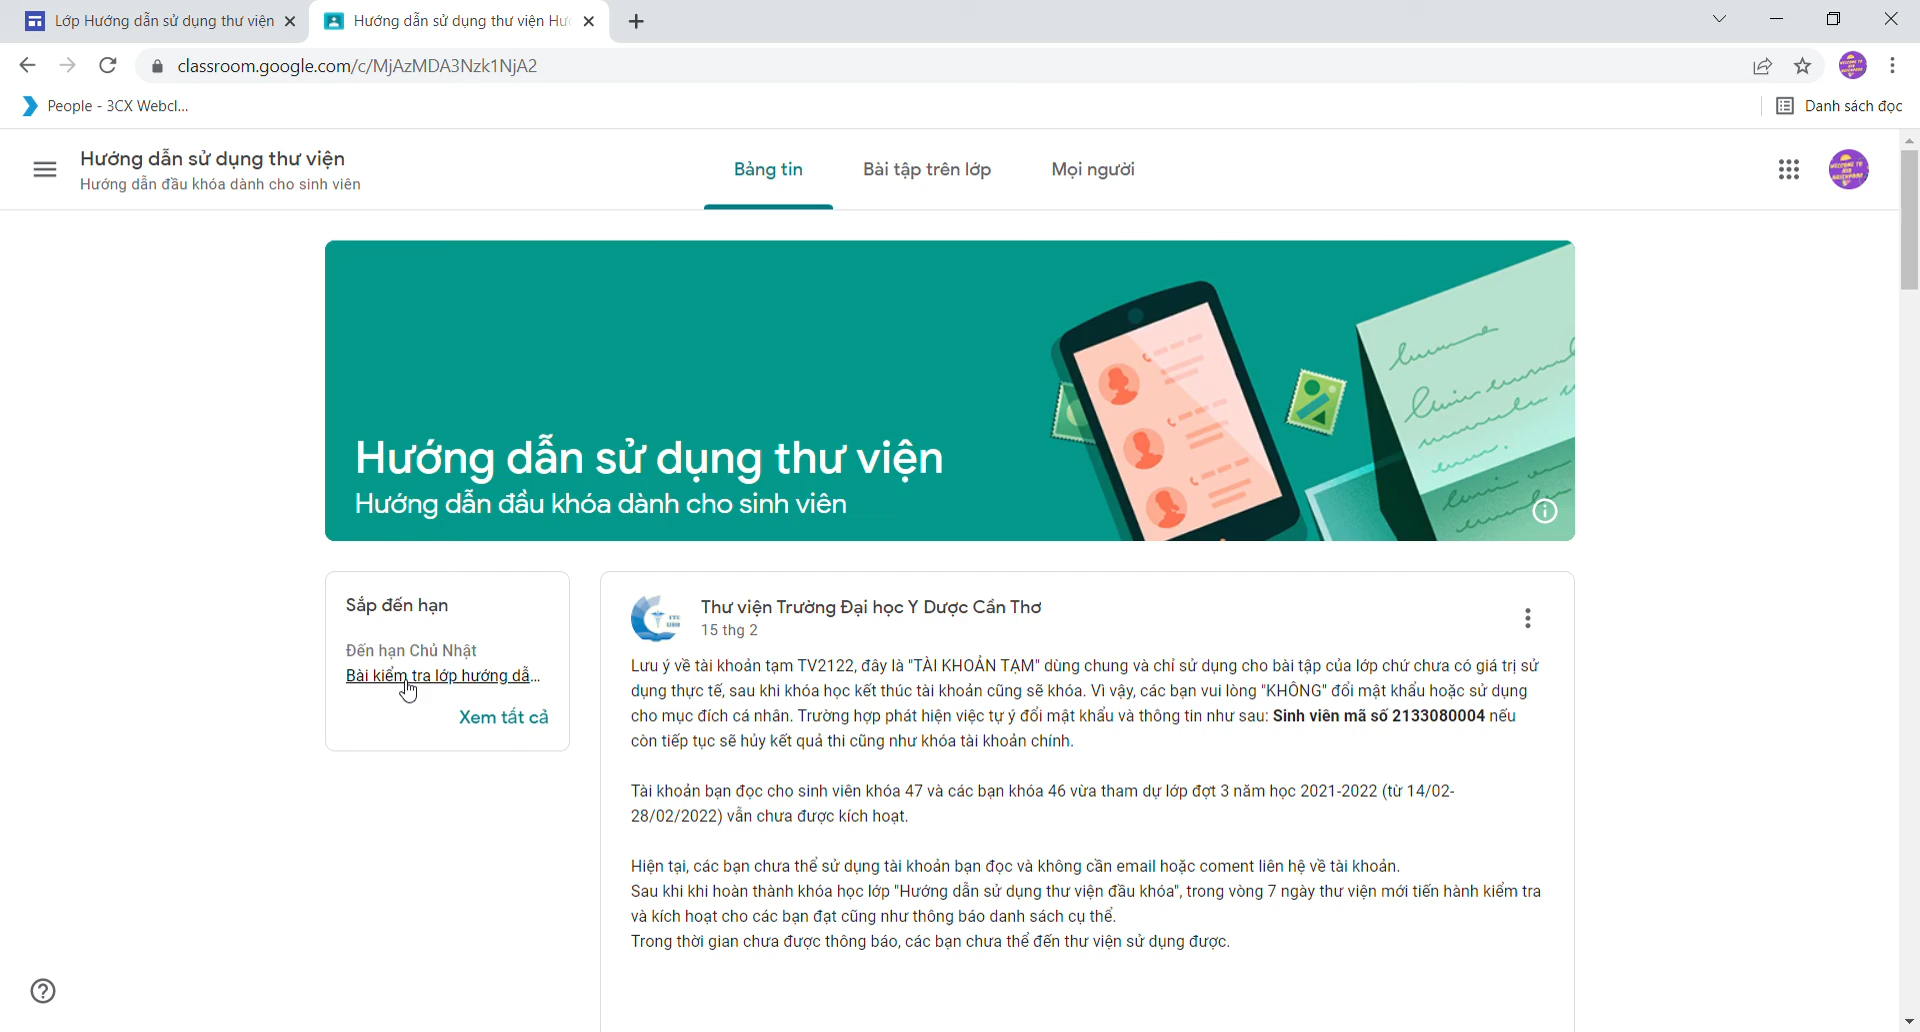 Lớp Hướng dẫn sử dụng thư viện
Hướng dẫn sử dụng thư viện
classroom.google.com/c/MjAzMDA3Nzk1NjA2
People - 3CX Webcl...
Danh sách đọc
Hướng dẫn sử dụng thư viện
Hướng dẫn đầu khóa dành cho sinh viên
Bảng tin
Bài tập trên lớp
Mọi người
Hướng dẫn sử dụng thư viện
Hướng dẫn đầu khóa dành cho sinh viên
Sắp đến hạn
Đến hạn Chủ Nhật
Bài kiểm tra lớp hướng dẫ...
Xem tất cả
Thư viện Trường Đại học Y Dược Cần Thơ
15 thg 2
Lưu ý về tài khoản tạm TV2122, đây là "TÀI KHOẢN TẠM" dùng chung và chỉ sử dụng cho bài tập của lớp chứ chưa có giá trị sử
dụng thực tế, sau khi khóa học kết thúc tài khoản cũng sẽ khóa. Vì vậy, các bạn vui lòng "KHÔNG" đổi mật khẩu hoặc sử dụng
cho mục đích cá nhân. Trường hợp phát hiện việc tự ý đổi mật khẩu và thông tin như sau: Sinh viên mã số 2133080004 nếu
còn tiếp tục sẽ hủy kết quả thi cũng như khóa tài khoản chính.
Tài khoản bạn đọc cho sinh viên khóa 47 và các bạn khóa 46 vừa tham dự lớp đợt 3 năm học 2021-2022 (từ 14/02-
28/02/2022) vẫn chưa được kích hoạt.
Hiện tại, các bạn chưa thể sử dụng tài khoản bạn đọc và không cần email hoặc coment liên hệ về tài khoản.
Sau khi khi hoàn thành khóa học lớp "Hướng dẫn sử dụng thư viện đầu khóa", trong vòng 7 ngày thư viện mới tiến hành kiểm tra
và kích hoạt cho các bạn đạt cũng như thông báo danh sách cụ thể.
Trong thời gian chưa được thông báo, các bạn chưa thể đến thư viện sử dụng được.